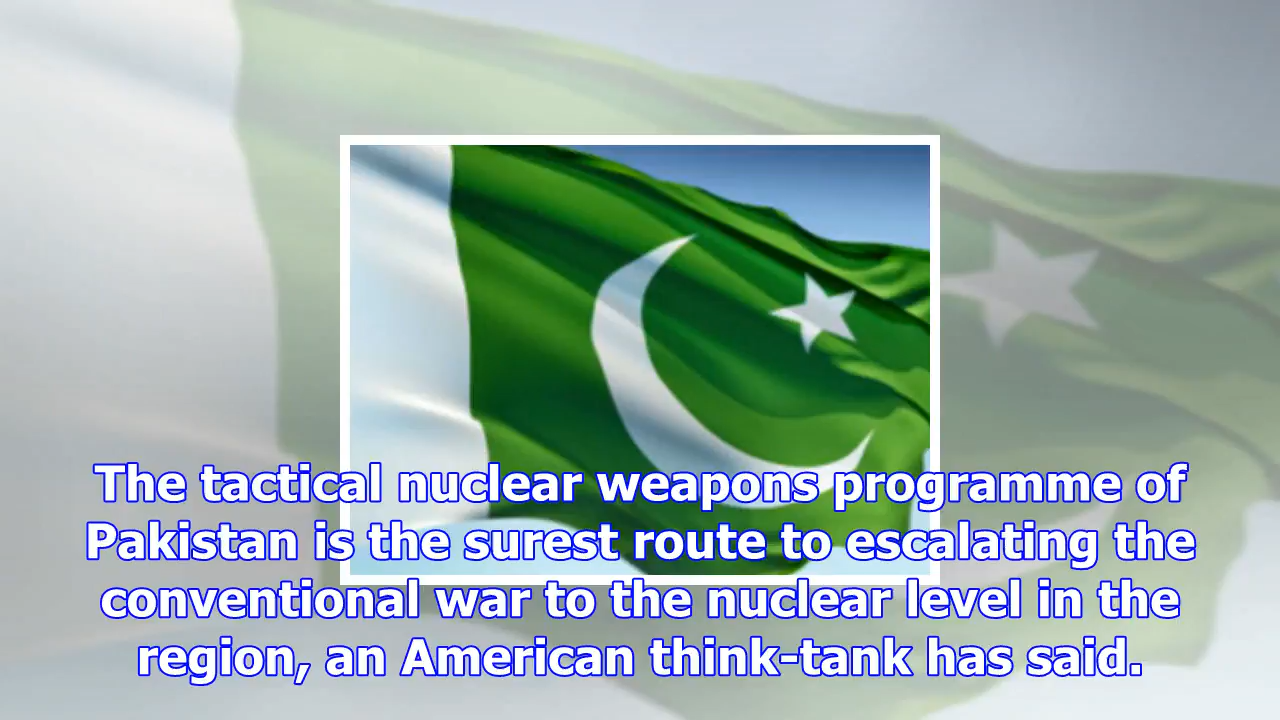 The tactical nuclear weapons programme of
Pakistan is the surest route to escalating the
conventional war to the nuclear level in the
region, an American think-tank has said.